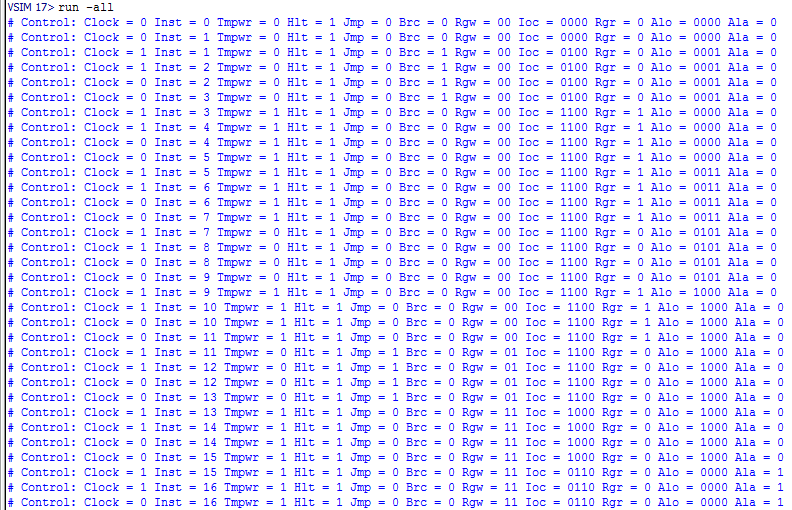 VSIM 17> run -all
# Control: Clock = 0 Inst = 0 Tmpwr = 0 Hlt = 1 Jmp = 0 Brc = 0 Rgw = 00 Ioc = 0000 Rgr = 0 Alo = 0000 Ala = 0
# Control: Clock = 0 Inst = 1 Tmpwr = 0 Hlt = 1 Jmp = 0 Brc = 0 Rgw = 00 Ioc = 0000 Rgr = 0 Alo = 0000 Ala = 0
# Control: Clock = 1 Inst = 1 Tmpwr = 0 Hlt = 1 Jmp = 0 Brc = 1 Rgw = 00 Ioc = 0100 Rgr = 0 Alo = 0001 Ala = 0
# Control: Clock = 1 Inst = 2 Tmpwr = 0 Hlt = 1 Jmp = 0 Brc = 1 Rgw = 00 Ioc = 0100 Rgr = 0 Alo = 0001 Ala = 0
# Control: Clock = 0 Inst = 2 Tmpwr = 0 Hlt = 1 Jmp = 0 Brc = 1 Rgw = 00 Ioc = 0100 Rgr = 0 Alo = 0001 Ala = 0
# Control: Clock = 0 Inst = 3 Tmpwr = 0 Hlt = 1 Jmp = 0 Brc = 1 Rgw = 00 Ioc = 0100 Rgr = 0 Alo = 0001 Ala = 0
# Control: Clock = 1 Inst = 3 Tmpwr = 1 Hlt = 1 Jmp = 0 Brc = 0 Rgw = 00 Ioc = 1100 Rgr = 1 Alo = 0000 Ala = 0
# Control: Clock = 1 Inst = 4 Tmpwr = 1 Hlt = 1 Jmp = 0 Brc = 0 Rgw = 00 Ioc = 1100 Rgr = 1 Alo = 0000 Ala = 0
# Control: Clock = 0 Inst = 4 Tmpwr = 1 Hlt = 1 Jmp = 0 Brc = 0 Rgw = 00 Ioc = 1100 Rgr = 1 Alo = 0000 Ala = 0
# Control: Clock = 0 Inst = 5 Tmpwr = 1 Hlt = 1 Jmp = 0 Brc = 0 Rgw = 00 Ioc = 1100 Rgr = 1 Alo = 0000 Ala = 0
# Control: Clock = 1 Inst = 5 Tmpwr = 1 Hlt = 1 Jmp = 0 Brc = 0 Rgw = 00 Ioc = 1100 Rgr = 1 Alo = 0011 Ala = 0
# Control: Clock = 1 Inst = 6 Tmpwr = 1 Hlt = 1 Jmp = 0 Brc = 0 Rgw = 00 Ioc = 1100 Rgr = 1 Alo = 0011 Ala = 0
# Control: Clock = 0 Inst = 6 Tmpwr = 1 Hlt = 1 Jmp = 0 Brc = 0 Rgw = 00 Ioc = 1100 Rgr = 1 Alo = 0011 Ala = 0
# Control: Clock = 0 Inst = 7 Tmpwr = 1 Hlt = 1 Jmp = 0 Brc = 0 Rgw = 00 Ioc = 1100 Rgr = 1 Alo = 0011 Ala = 0
# Control: Clock = 1 Inst = 7 Tmpwr = 0 Hlt = 1 Jmp = 0 Brc = 0 Rgw = 00 Ioc = 1100 Rgr = 0 Alo = 0101 Ala = 0
# Control: Clock = 1 Inst = 8 Tmpwr = 0 Hlt = 1 Jmp = 0 Brc = 0 Rgw = 00 Ioc = 1100 Rgr = 0 Alo = 0101 Ala = 0
# Control: Clock = 0 Inst = 8 Tmpwr = 0 Hlt = 1 Jmp = 0 Brc = 0 Rgw = 00 Ioc = 1100 Rgr = 0 Alo = 0101 Ala = 0
# Control: Clock = 0 Inst = 9 Tmpwr = 0 Hlt = 1 Jmp = 0 Brc = 0 Rgw = 00 Ioc = 1100 Rgr = 0 Alo = 0101 Ala = 0
# Control: Clock = 1 Inst = 9 Tmpwr = 1 Hlt = 1 Jmp = 0 Brc = 0 Rgw = 00 Ioc = 1100 Rgr = 1 Alo = 1000 Ala = 0
# Control: Clock = 1 Inst = 10 Tmpwr = 1 Hlt = 1 Jmp = 0 Brc = 0 Rgw = 00 Ioc = 1100 Rgr = 1 Alo = 1000 Ala = 0
# Control: Clock = 0 Inst = 10 Tmpwr = 1 Hlt = 1 Jmp = 0 Brc = 0 Rgw = 00 Ioc = 1100 Rgr = 1 Alo = 1000 Ala = 0
# Control: Clock = 0 Inst = 11 Tmpwr = 1 Hlt = 1 Jmp = 0 Brc = 0 Rgw = 00 Ioc = 1100 Rgr = 1 Alo = 1000 Ala = 0
# Control: Clock = 1 Inst = 11 Tmpwr = 0 Hlt = 1 Jmp = 1 Brc = 0 Rgw = 01 Ioc = 1100 Rgr = 0 Alo = 1000 Ala = 0
# Control: Clock = 1 Inst = 12 Tmpwr = 0 Hlt = 1 Jmp = 1 Brc = 0 Rgw = 01 Ioc = 1100 Rgr = 0 Alo = 1000 Ala = 0
# Control: Clock = 0 Inst = 12 Tmpwr = 0 Hlt = 1 Jmp = 1 Brc = 0 Rgw = 01 Ioc = 1100 Rgr = 0 Alo = 1000 Ala = 0
# Control: Clock = 0 Inst = 13 Tmpwr = 0 Hlt = 1 Jmp = 1 Brc = 0 Rgw = 01 Ioc = 1100 Rgr = 0 Alo = 1000 Ala = 0
# Control: Clock = 1 Inst = 13 Tmpwr = 1 Hlt = 1 Jmp = 0 Brc = 0 Rgw = 11 Ioc = 1000 Rgr = 0 Alo = 1000 Ala = 0
# Control: Clock = 1 Inst = 14 Tmpwr = 1 Hlt = 1 Jmp = 0 Brc = 0 Rgw = 11 Ioc = 1000 Rgr = 0 Alo = 1000 Ala = 0
# Control: Clock = 0 Inst = 14 Tmpwr = 1 Hlt = 1 Jmp = 0 Brc = 0 Rgw = 11 Ioc = 1000 Rgr = 0 Alo = 1000 Ala = 0
# Control: Clock = 0 Inst = 15 Tmpwr = 1 Hlt = 1 Jmp = 0 Brc = 0 Rgw = 11 Ioc = 1000 Rgr = 0 Alo = 1000 Ala = 0
# Control: Clock = 1 Inst = 15 Tmpwr = 1 Hlt = 1 Jmp = 0 Brc = 0 Rgw = 11 Ioc = 0110 Rgr = 0 Alo = 0000 Ala = 1
# Control: Clock = 1 Inst = 16 Tmpwr = 1 Hlt = 1 Jmp = 0 Brc = 0 Rgw = 11 Ioc = 0110 Rgr = 0 Alo = 0000 Ala = 1
# Control: Clock = 0 Inst = 16 Tmpwr = 1 Hlt = 1 Jmp = 0 Brc = 0 Rgw = 11 Ioc = 0110 Rgr = 0 Alo = 0000 Ala = 1